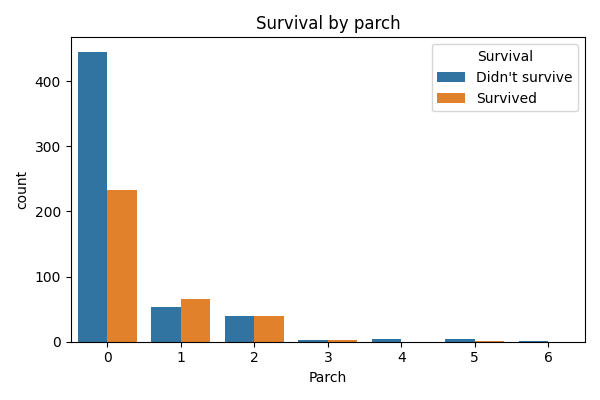 Survival by parch
Survival
Didn't survive
Survived
count
400
300
200
100
0
0 1 2 3 4 5 6
Parch